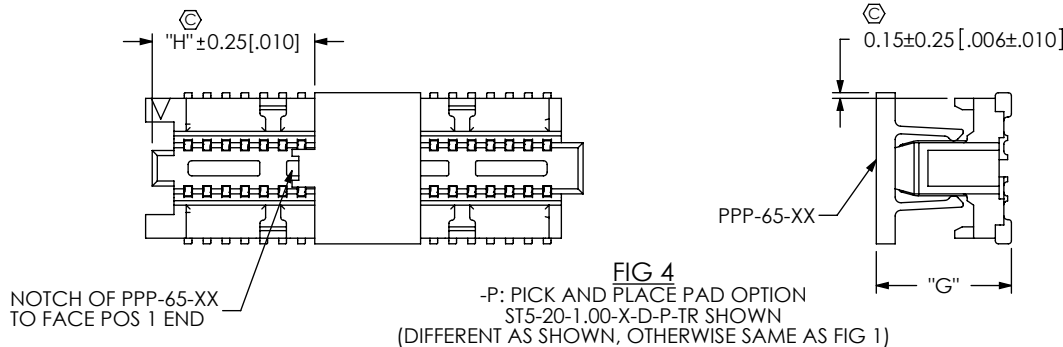 C
"H" ±0.25[.010]
C
0.15±0.25 [.006±.010]
PPP-65-XX
"G"
NOTCH OF PPP-65-XX
TO FACE POS 1 END
FIG 4
-P: PICK AND PLACE PAD OPTION
ST5-20-1.00-X-D-P-TR SHOWN
(DIFFERENT AS SHOWN, OTHERWISE SAME AS FIG 1)